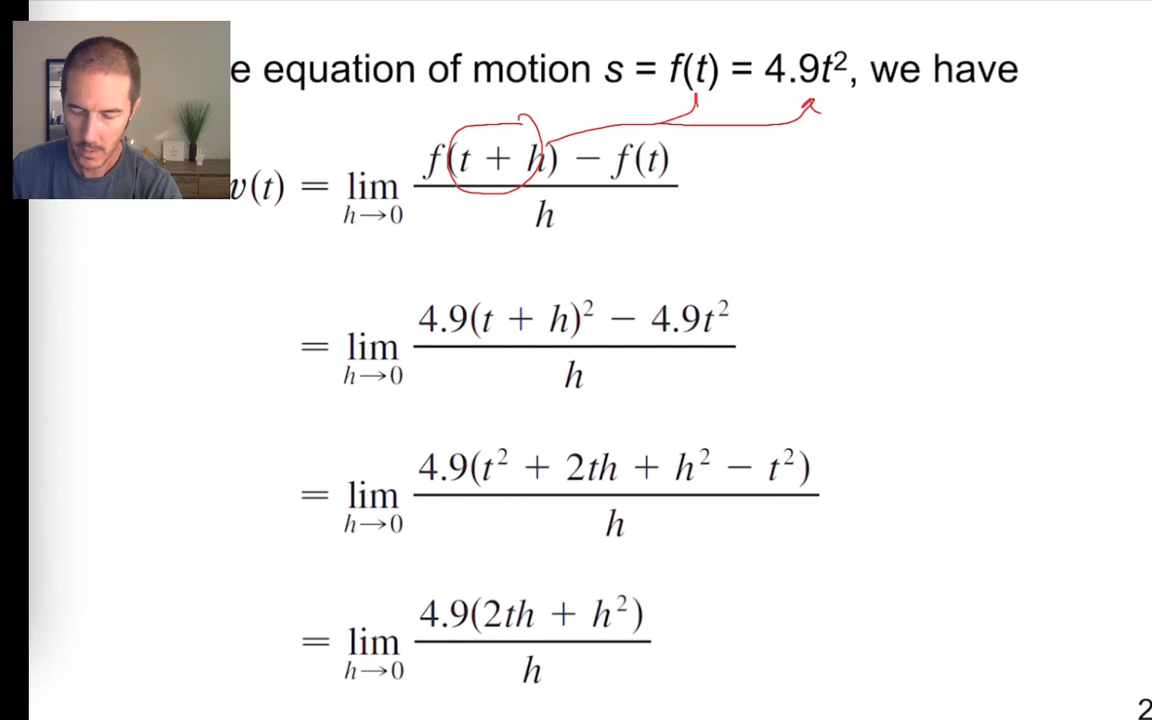 e equation of motion s = f(t) = 4.9t², we have
v(t) = lim h→0 f(t + h) − f(t) / h
= lim h→0 4.9(t + h)² − 4.9t² / h
= lim h→0 4.9(t² + 2th + h² − t²) / h
= lim h→0 4.9(2th + h²) / h
2